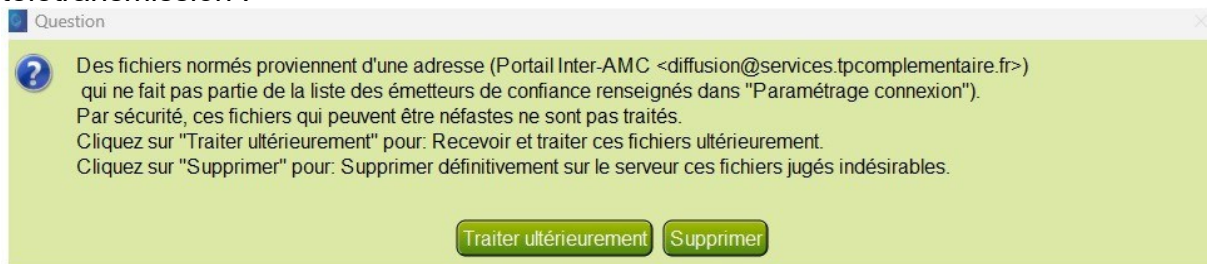 Question
Des fichiers normés proviennent d'une adresse (Portail Inter-AMC <diffusion@services.tpcomplementaire.fr>)
qui ne fait pas partie de la liste des émetteurs de confiance renseignés dans "Paramétrage connexion").
Par sécurité, ces fichiers qui peuvent être néfastes ne sont pas traités.
Cliquez sur "Traiter ultérieurement" pour: Recevoir et traiter ces fichiers ultérieurement.
Cliquez sur "Supprimer" pour: Supprimer définitivement sur le serveur ces fichiers jugés indésirables.
Traiter ultérieurement Supprimer